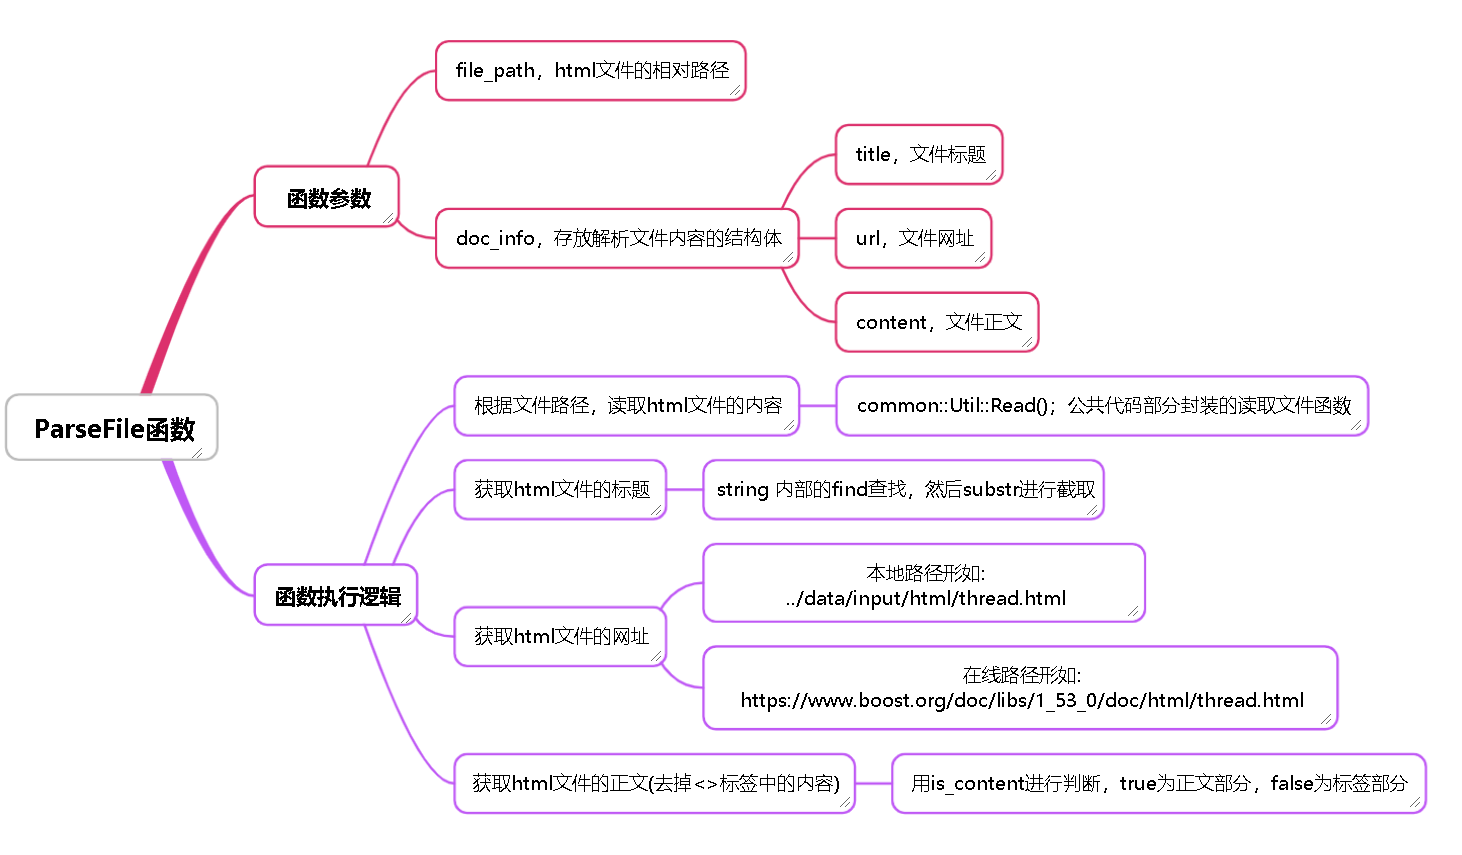 ParseFile函数
函数参数
file_path，html文件的相对路径
doc_info，存放解析文件内容的结构体
title，文件标题
url，文件网址
content，文件正文
函数执行逻辑
根据文件路径，读取html文件的内容
common::Util::Read()；公共代码部分封装的读取文件函数
获取html文件的标题
string 内部的find查找，然后substr进行截取
获取html文件的网址
本地路径形如:
../data/input/html/thread.html
在线路径形如:
https://www.boost.org/doc/libs/1_53_0/doc/html/thread.html
获取html文件的正文(去掉<>标签中的内容)
用is_content进行判断，true为正文部分，false为标签部分